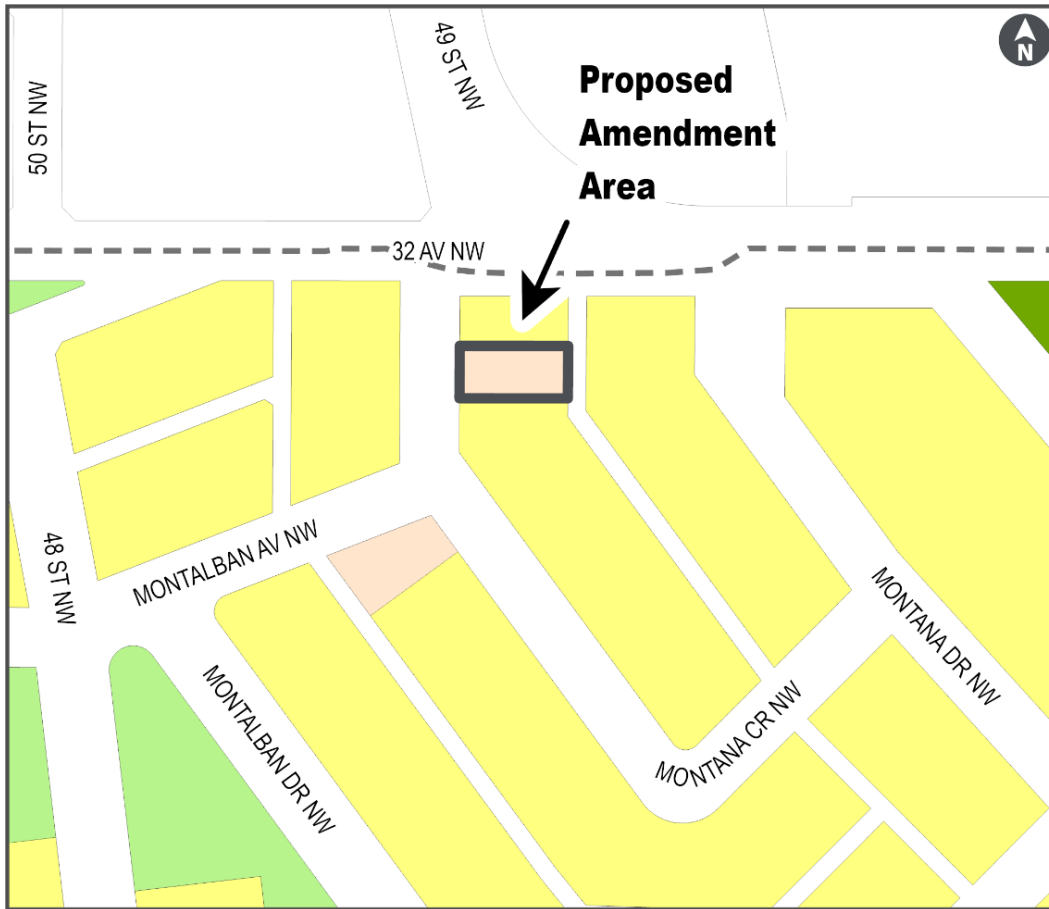 50 ST NW
49 ST NW
N
Proposed
Amendment
Area
32 AV NW
48 ST NW
MONTALBAN AV NW
MONTALBAN DR NW
MONTANA CR NW
MONTANA DR NW